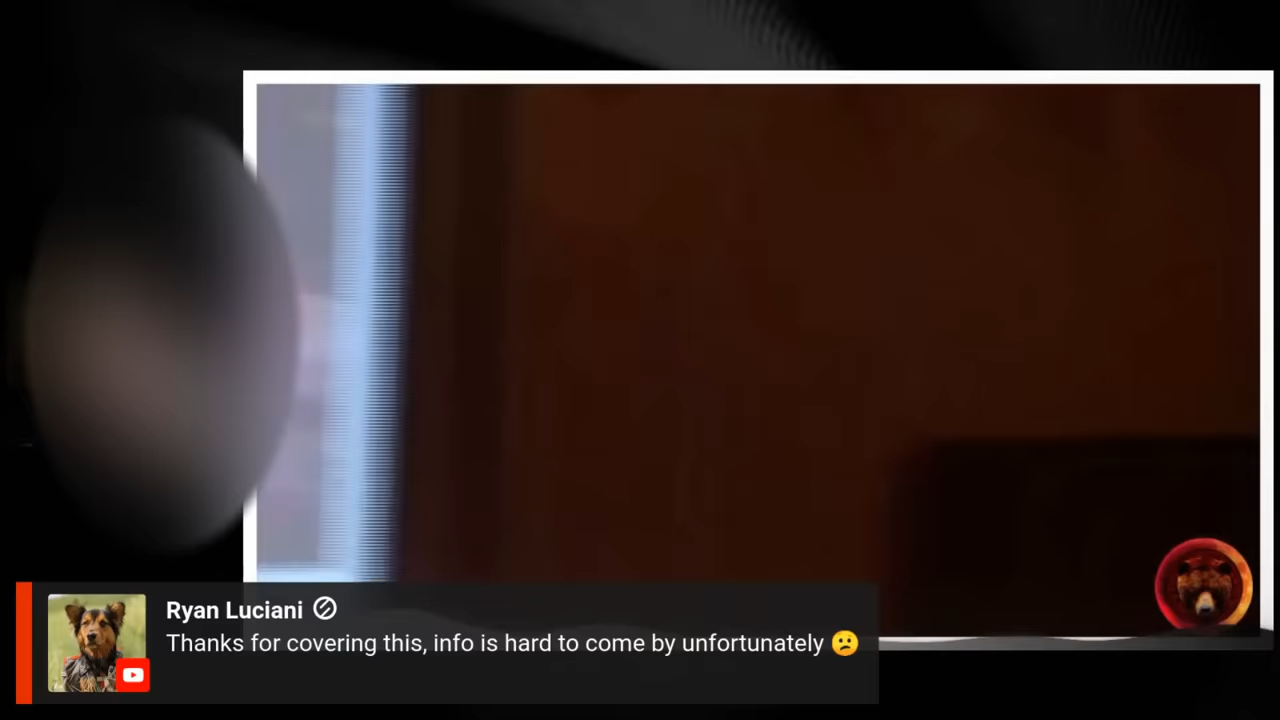 Ryan Luciani
Thanks for covering this, info is hard to come by unfortunately 😕